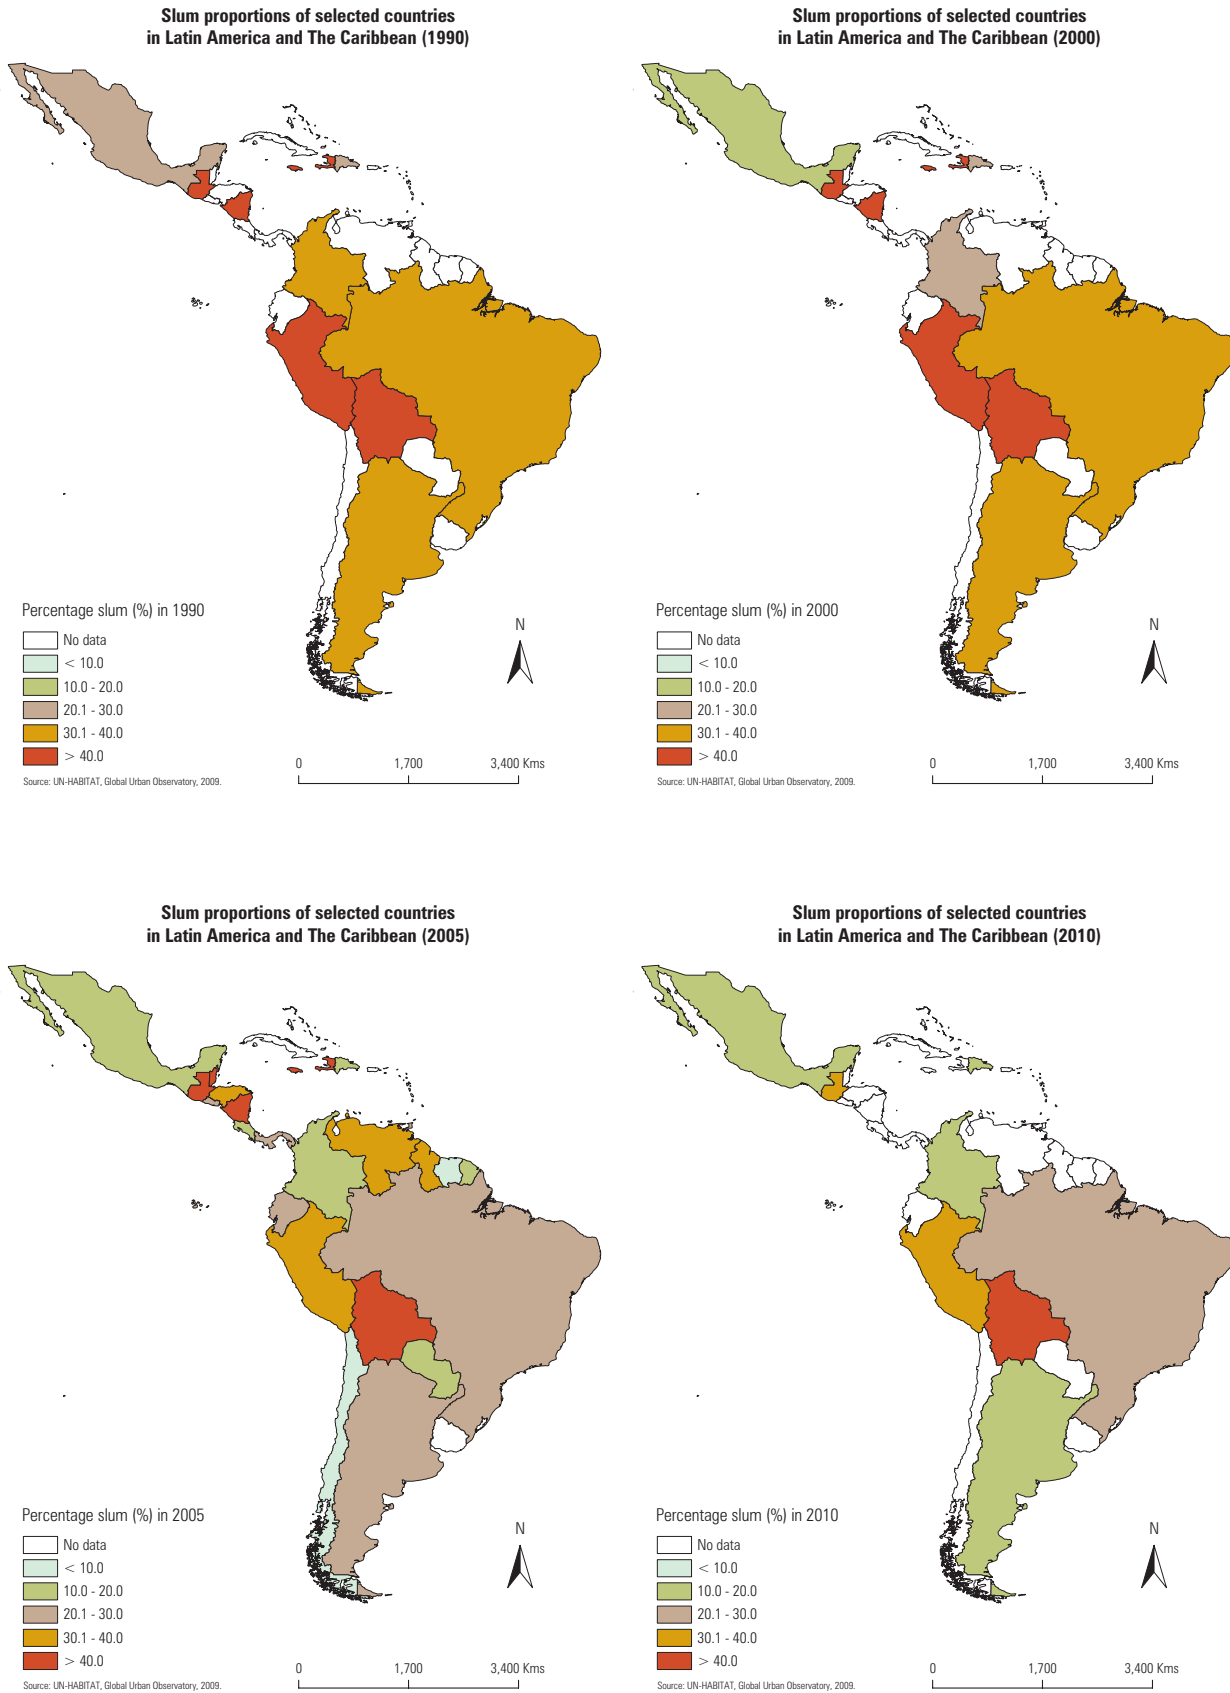 Slum proportions of selected countries
in Latin America and The Caribbean (1990)
Percentage slum (%) in 1990
No data
< 10.0
10.0 - 20.0
20.1 - 30.0
30.1 - 40.0
> 40.0
Source: UN-HABITAT, Global Urban Observatory, 2009.
N
0 1,700 3,400 Kms
Slum proportions of selected countries
in Latin America and The Caribbean (2000)
Percentage slum (%) in 2000
No data
< 10.0
10.0 - 20.0
20.1 - 30.0
30.1 - 40.0
> 40.0
Source: UN-HABITAT, Global Urban Observatory, 2009.
N
0 1,700 3,400 Kms
Slum proportions of selected countries
in Latin America and The Caribbean (2005)
Percentage slum (%) in 2005
No data
< 10.0
10.0 - 20.0
20.1 - 30.0
30.1 - 40.0
> 40.0
Source: UN-HABITAT, Global Urban Observatory, 2009.
N
0 1,700 3,400 Kms
Slum proportions of selected countries
in Latin America and The Caribbean (2010)
Percentage slum (%) in 2010
No data
< 10.0
10.0 - 20.0
20.1 - 30.0
30.1 - 40.0
> 40.0
Source: UN-HABITAT, Global Urban Observatory, 2009.
N
0 1,700 3,400 Kms